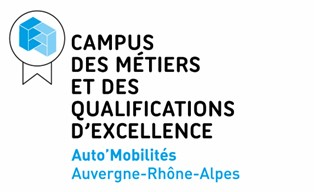 CAMPUS
DES MÉTIERS
ET DES
QUALIFICATIONS
D'EXCELLENCE
Auto'Mobilités
Auvergne-Rhône-Alpes